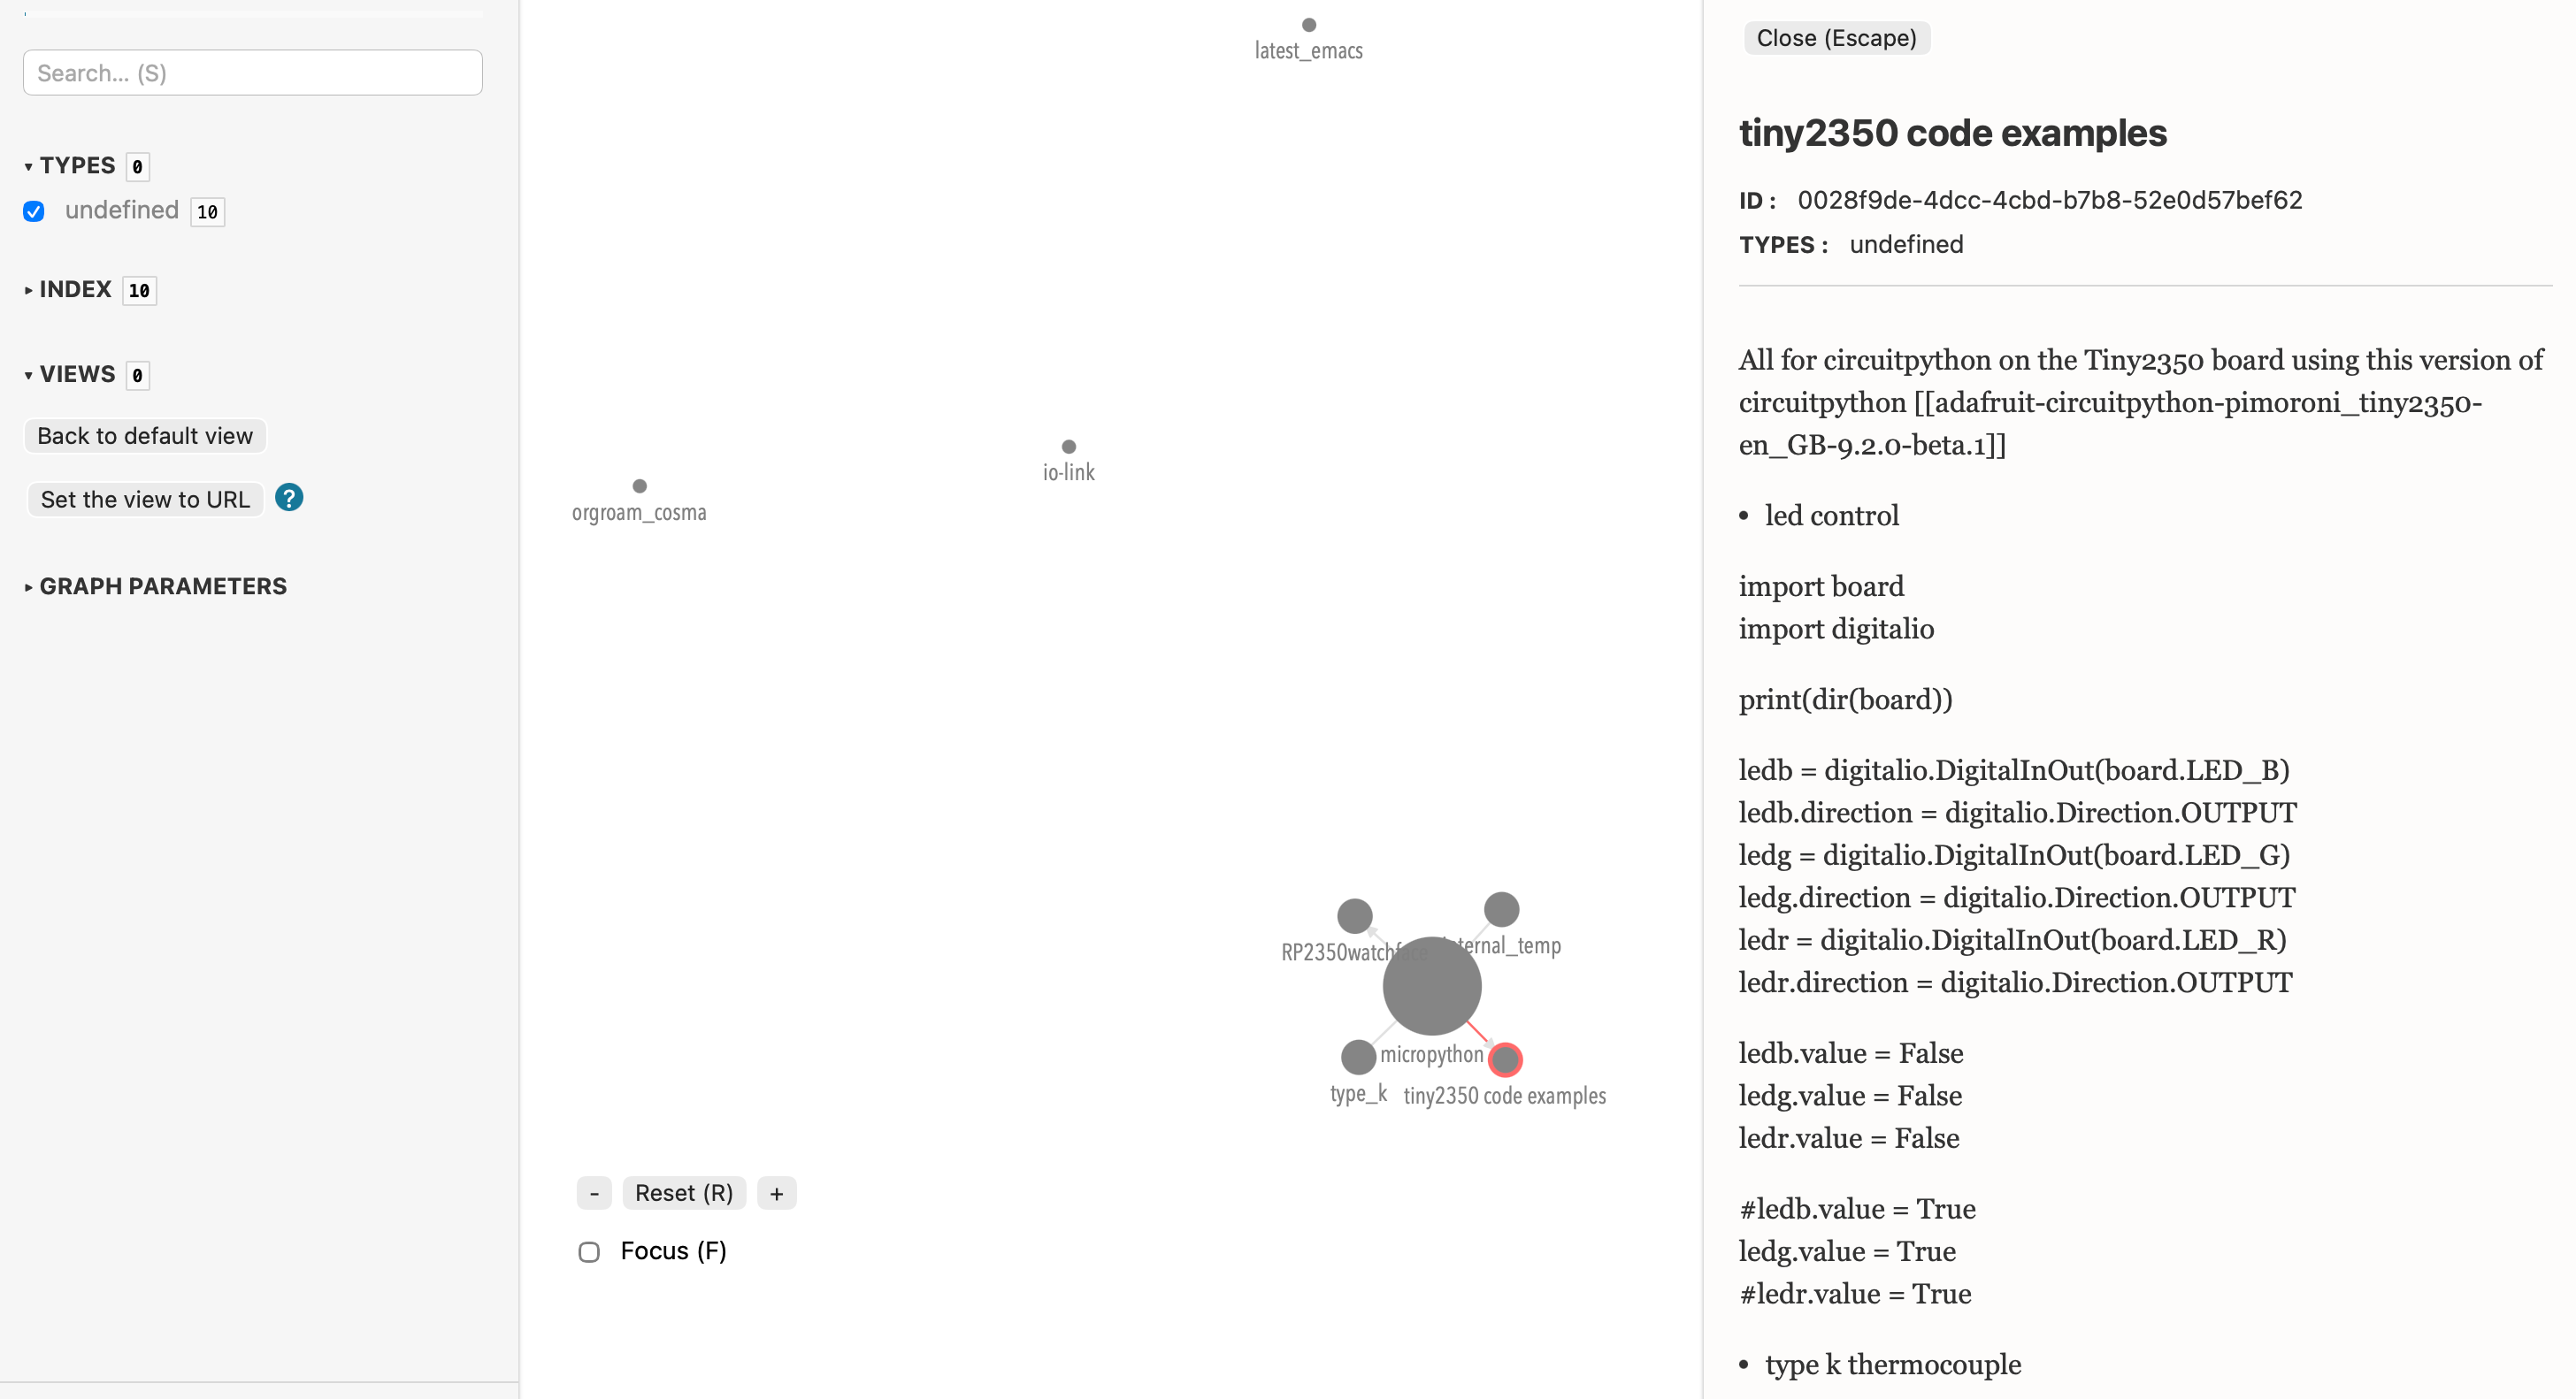 Search... (S)
TYPES 0
undefined 10
INDEX 10
VIEWS 0
Back to default view
Set the view to URL ?
GRAPH PARAMETERS
latest_emacs
io-link
orgroam_cosma
RP2350watchface
ternal_temp
micropython
type_k
tiny2350 code examples
- Reset (R) +
Focus (F)
Close (Escape)
tiny2350 code examples
ID : 0028f9de-4dcc-4cbd-b7b8-52e0d57bef62
TYPES : undefined
All for circuitpython on the Tiny2350 board using this version of
circuitpython [[adafruit-circuitpython-pimoroni_tiny2350-
en_GB-9.2.0-beta.1]]
• led control
import board
import digitalio
print(dir(board))
ledb = digitalio.DigitalInOut(board.LED_B)
ledb.direction = digitalio.Direction.OUTPUT
ledg = digitalio.DigitalInOut(board.LED_G)
ledg.direction = digitalio.Direction.OUTPUT
ledr = digitalio.DigitalInOut(board.LED_R)
ledr.direction = digitalio.Direction.OUTPUT
ledb.value = False
ledg.value = False
ledr.value = False
#ledb.value = True
ledg.value = True
#ledr.value = True
• type k thermocouple